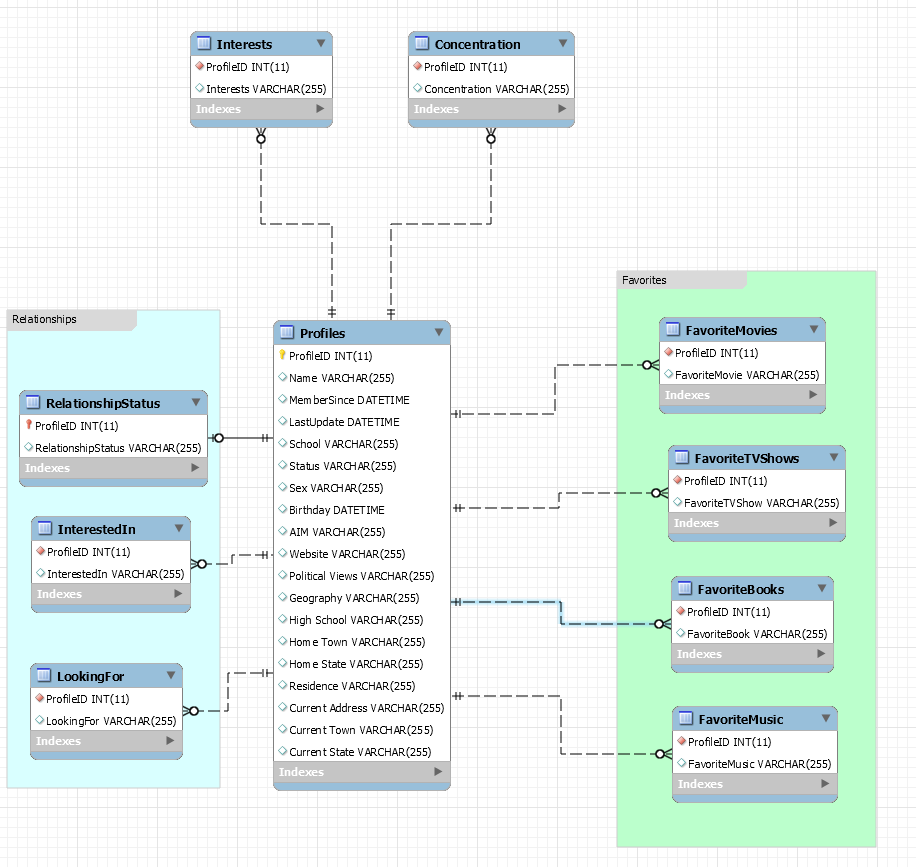 Interests
ProfileID INT(11)
Interests VARCHAR(255)
Indexes
Concentration
ProfileID INT(11)
Concentration VARCHAR(255)
Indexes
Relationships
RelationshipStatus
ProfileID INT(11)
RelationshipStatus VARCHAR(255)
Indexes
InterestedIn
ProfileID INT(11)
InterestedIn VARCHAR(255)
Indexes
LookingFor
ProfileID INT(11)
LookingFor VARCHAR(255)
Indexes
Profiles
ProfileID INT(11)
Name VARCHAR(255)
MemberSince DATETIME
LastUpdate DATETIME
School VARCHAR(255)
Status VARCHAR(255)
Sex VARCHAR(255)
Birthday DATETIME
AIM VARCHAR(255)
Website VARCHAR(255)
Political Views VARCHAR(255)
Geography VARCHAR(255)
High School VARCHAR(255)
Home Town VARCHAR(255)
Home State VARCHAR(255)
Residence VARCHAR(255)
Current Address VARCHAR(255)
Current Town VARCHAR(255)
Current State VARCHAR(255)
Indexes
Favorites
FavoriteMovies
ProfileID INT(11)
FavoriteMovie VARCHAR(255)
Indexes
FavoriteTVShows
ProfileID INT(11)
FavoriteTVShow VARCHAR(255)
Indexes
FavoriteBooks
ProfileID INT(11)
FavoriteBook VARCHAR(255)
Indexes
FavoriteMusic
ProfileID INT(11)
FavoriteMusic VARCHAR(255)
Indexes